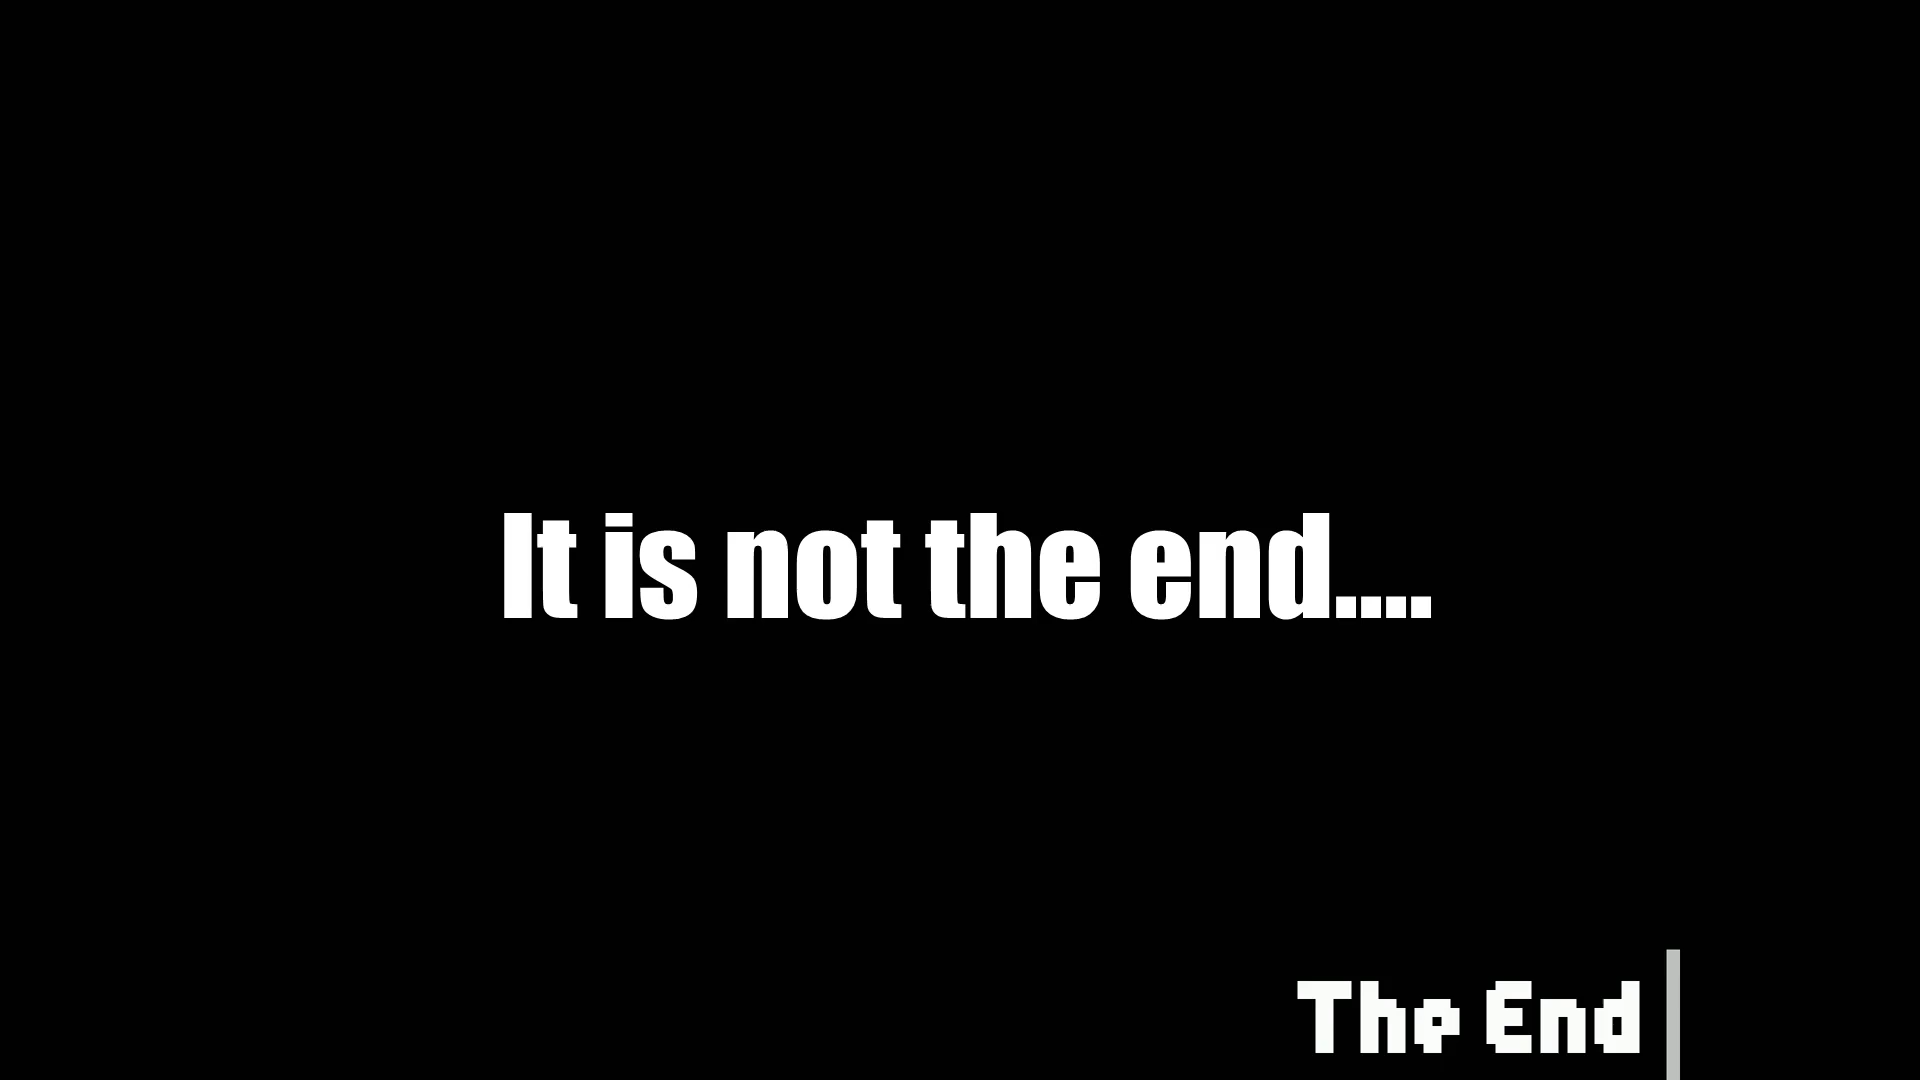 It is not the end....
The End